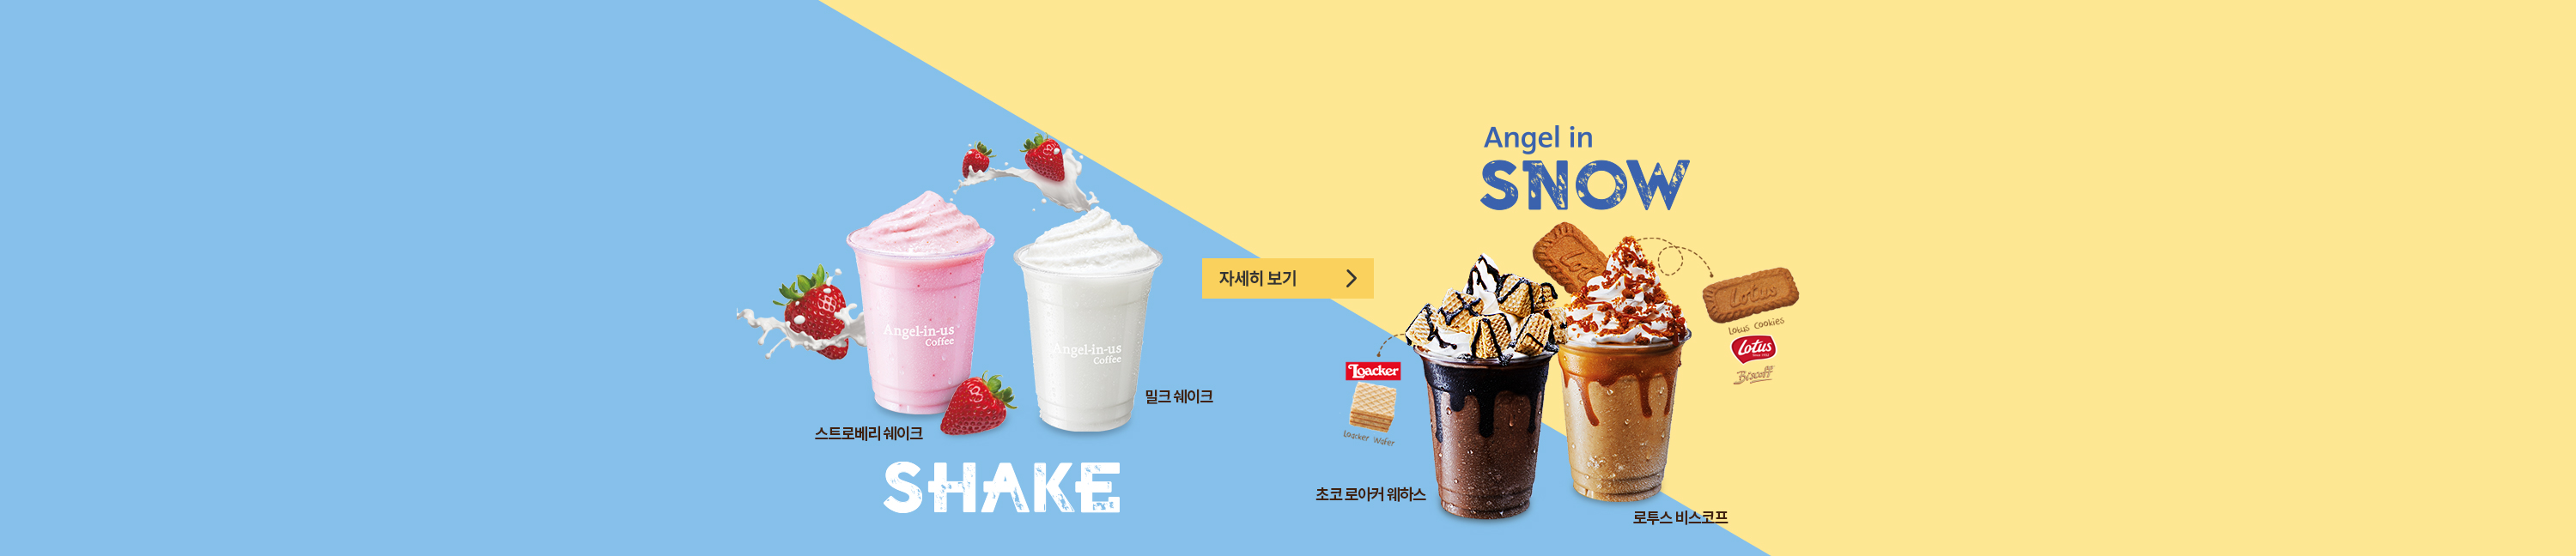 Angel in
SNOW
Lotus
Lotus cookies
Lotus
Biscoff
자세히 보기
Angel-in-us
Coffee
Angel-in-us
Coffee
Loacker
Loacker Wafer
밀크 쉐이크
스트로베리 쉐이크
SHAKE
초코 로아커 웨하스
로투스 비스코프